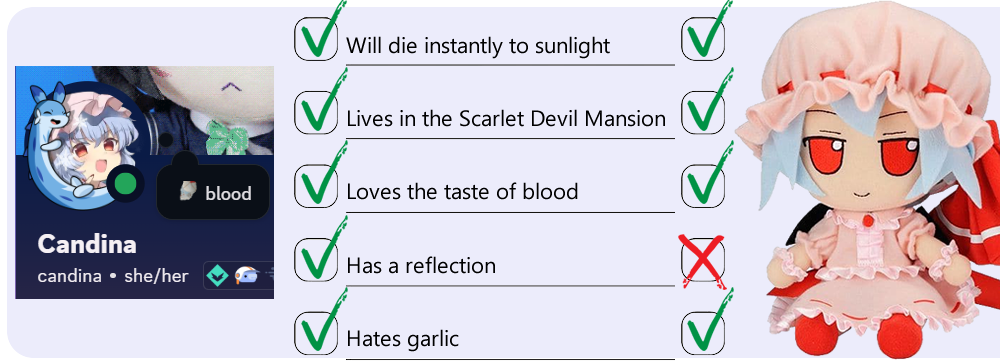 blood
Candina
candina • she/her
Will die instantly to sunlight
Lives in the Scarlet Devil Mansion
Loves the taste of blood
Has a reflection
Hates garlic